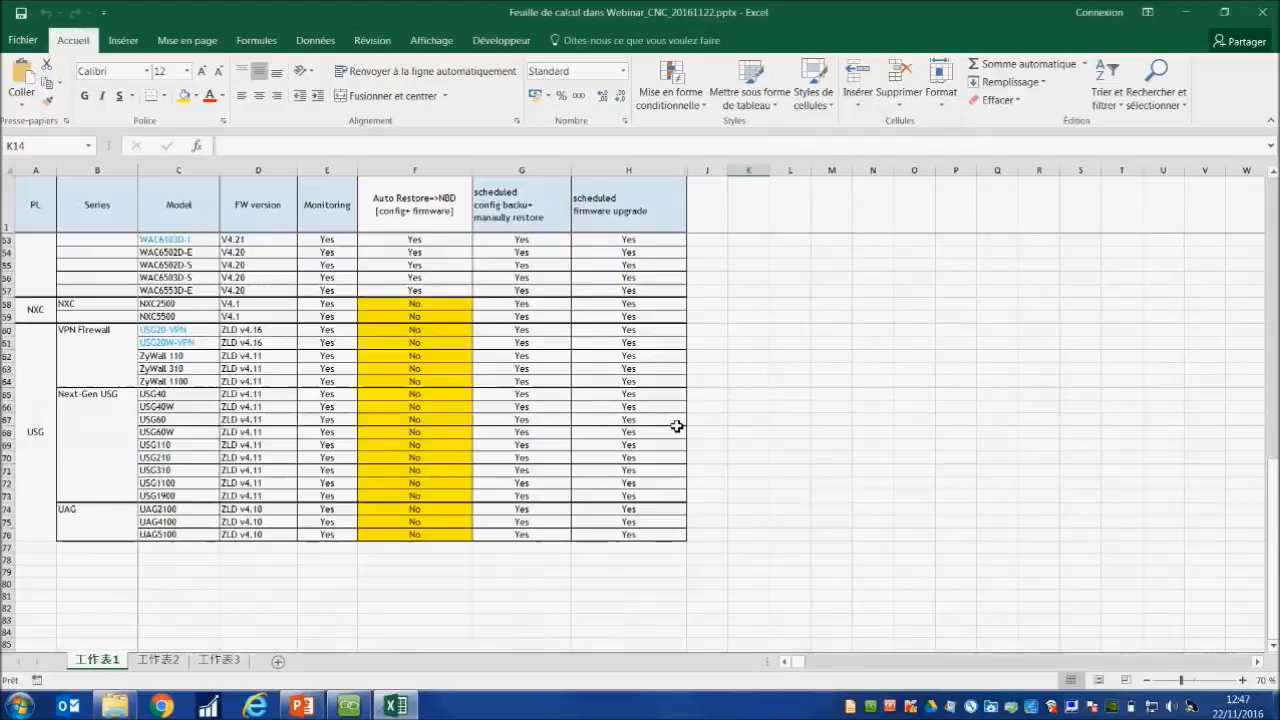 Feuille de calcul dans Webinar_CNC_20161122.pptx - Excel
Connexion
Fichier Accueil Insérer Mise en page Formules Données Révision Affichage Développeur Dites-nous ce que vous voulez faire Partager
Coller
Calibri 12
Renvoyer à la ligne automatiquement
Standard
G I S
Fusionner et centrer
% 000
Mise en forme conditionnelle
Mettre sous forme de tableau
Styles de cellules
Insérer Supprimer Format
Somme automatique
Remplissage
Effacer
Trier et filtrer
Rechercher et sélectionner
Presse-papiers Police Alignement Nombre Styles Cellules Édition
K14 fx
A B C D E F G H J K L M N O P Q R S T U V W
1 PL Series Model FW version Monitoring Auto Restore=>NBD [config+ firmware] scheduled config backu+ manaully restore scheduled firmware upgrade
53 WAC6103D-I V4.21 Yes Yes Yes Yes
54 WAC6502D-E V4.20 Yes Yes Yes Yes
55 WAC6502D-S V4.20 Yes Yes Yes Yes
56 WAC6503D-S V4.20 Yes Yes Yes Yes
57 WAC6553D-E V4.20 Yes Yes Yes Yes
58 NXC NXC NXC2500 V4.1 Yes No Yes Yes
59 NXC5500 V4.1 Yes No Yes Yes
60 VPN Firewall USG20-VPN ZLD v4.16 Yes No Yes Yes
61 USG20W-VPN ZLD v4.16 Yes No Yes Yes
62 ZyWall 110 ZLD v4.11 Yes No Yes Yes
63 ZyWall 310 ZLD v4.11 Yes No Yes Yes
64 ZyWall 1100 ZLD v4.11 Yes No Yes Yes
65 Next-Gen USG USG40 ZLD v4.11 Yes No Yes Yes
66 USG40W ZLD v4.11 Yes No Yes Yes
67 USG60 ZLD v4.11 Yes No Yes Yes
68 USG USG60W ZLD v4.11 Yes No Yes Yes
69 USG110 ZLD v4.11 Yes No Yes Yes
70 USG210 ZLD v4.11 Yes No Yes Yes
71 USG310 ZLD v4.11 Yes No Yes Yes
72 USG1100 ZLD v4.11 Yes No Yes Yes
73 USG1900 ZLD v4.11 Yes No Yes Yes
74 UAG UAG2100 ZLD v4.10 Yes No Yes Yes
75 UAG4100 ZLD v4.10 Yes No Yes Yes
76 UAG5100 ZLD v4.10 Yes No Yes Yes
77
78
79
80
81
82
83
84
85
工作表1 工作表2 工作表3
Prêt
70 %
12:47
22/11/2016